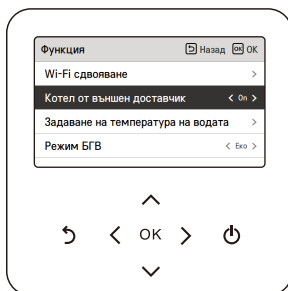 Функция Назад OK OK
Wi-Fi сдвояване
Котел от външен доставчик < On >
Задаване на температура на водата >
Режим БГВ < Еко >
OK